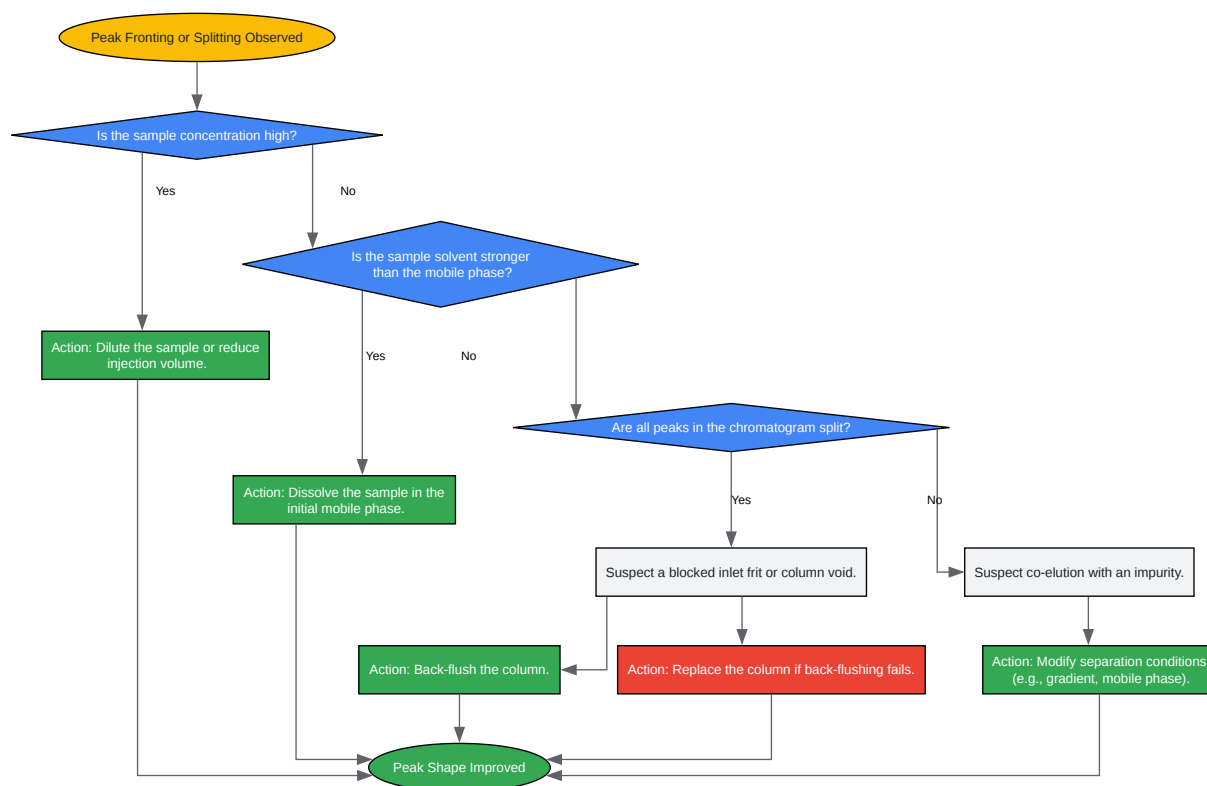 Peak Fronting or Splitting Observed
Is the sample concentration high?
Yes
No
Is the sample solvent stronger
than the mobile phase?
Action: Dilute the sample or reduce
injection volume.
Yes
No
Are all peaks in the chromatogram split?
Action: Dissolve the sample in the
initial mobile phase.
Yes
No
Suspect a blocked inlet frit or column void.
Suspect co-elution with an impurity.
Action: Back-flush the column.
Action: Replace the column if back-flushing fails.
Action: Modify separation conditions
(e.g., gradient, mobile phase).
Peak Shape Improved